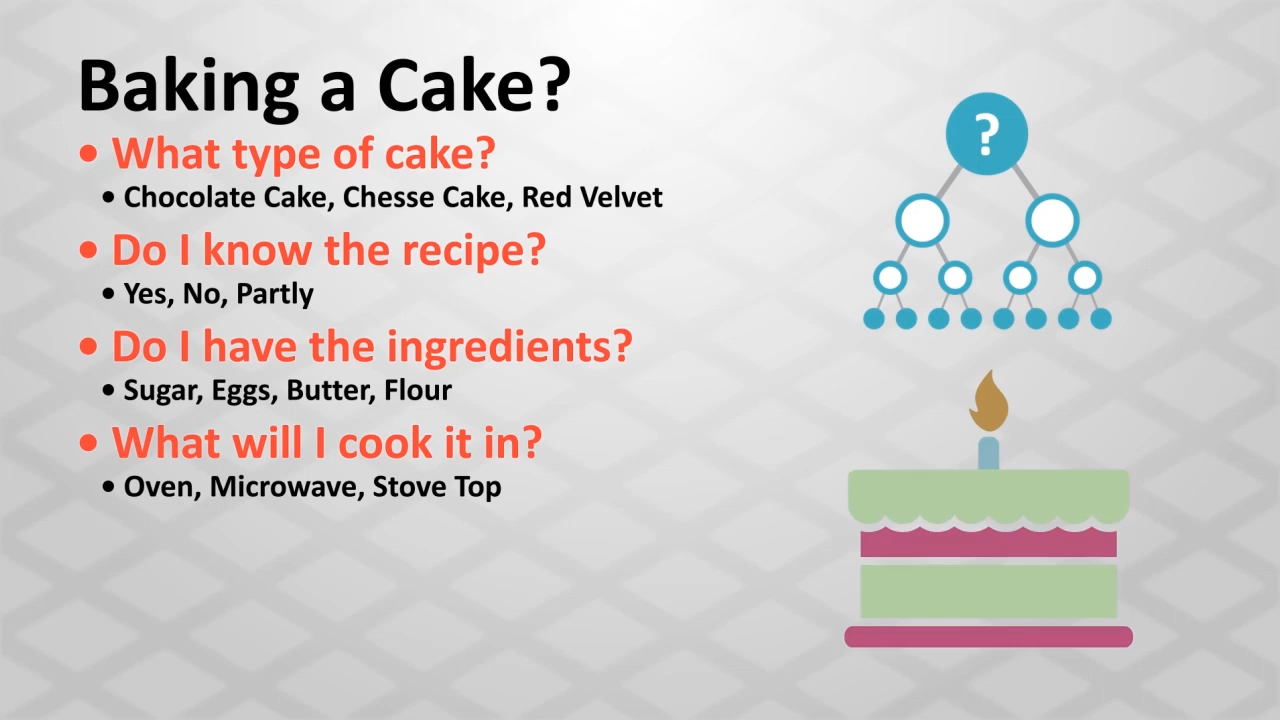 Baking a Cake?
• What type of cake?
• Chocolate Cake, Chesse Cake, Red Velvet
• Do I know the recipe?
• Yes, No, Partly
• Do I have the ingredients?
• Sugar, Eggs, Butter, Flour
• What will I cook it in?
• Oven, Microwave, Stove Top
?